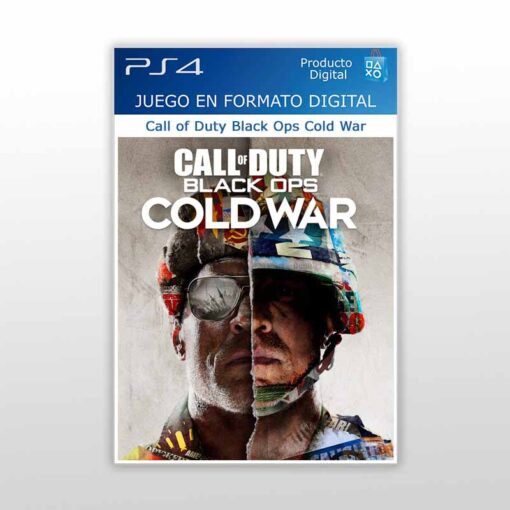 PS4
Producto
Digital
JUEGO EN FORMATO DIGITAL
Call of Duty Black Ops Cold War
CALL OF DUTY
BLACK OPS
COLD WAR